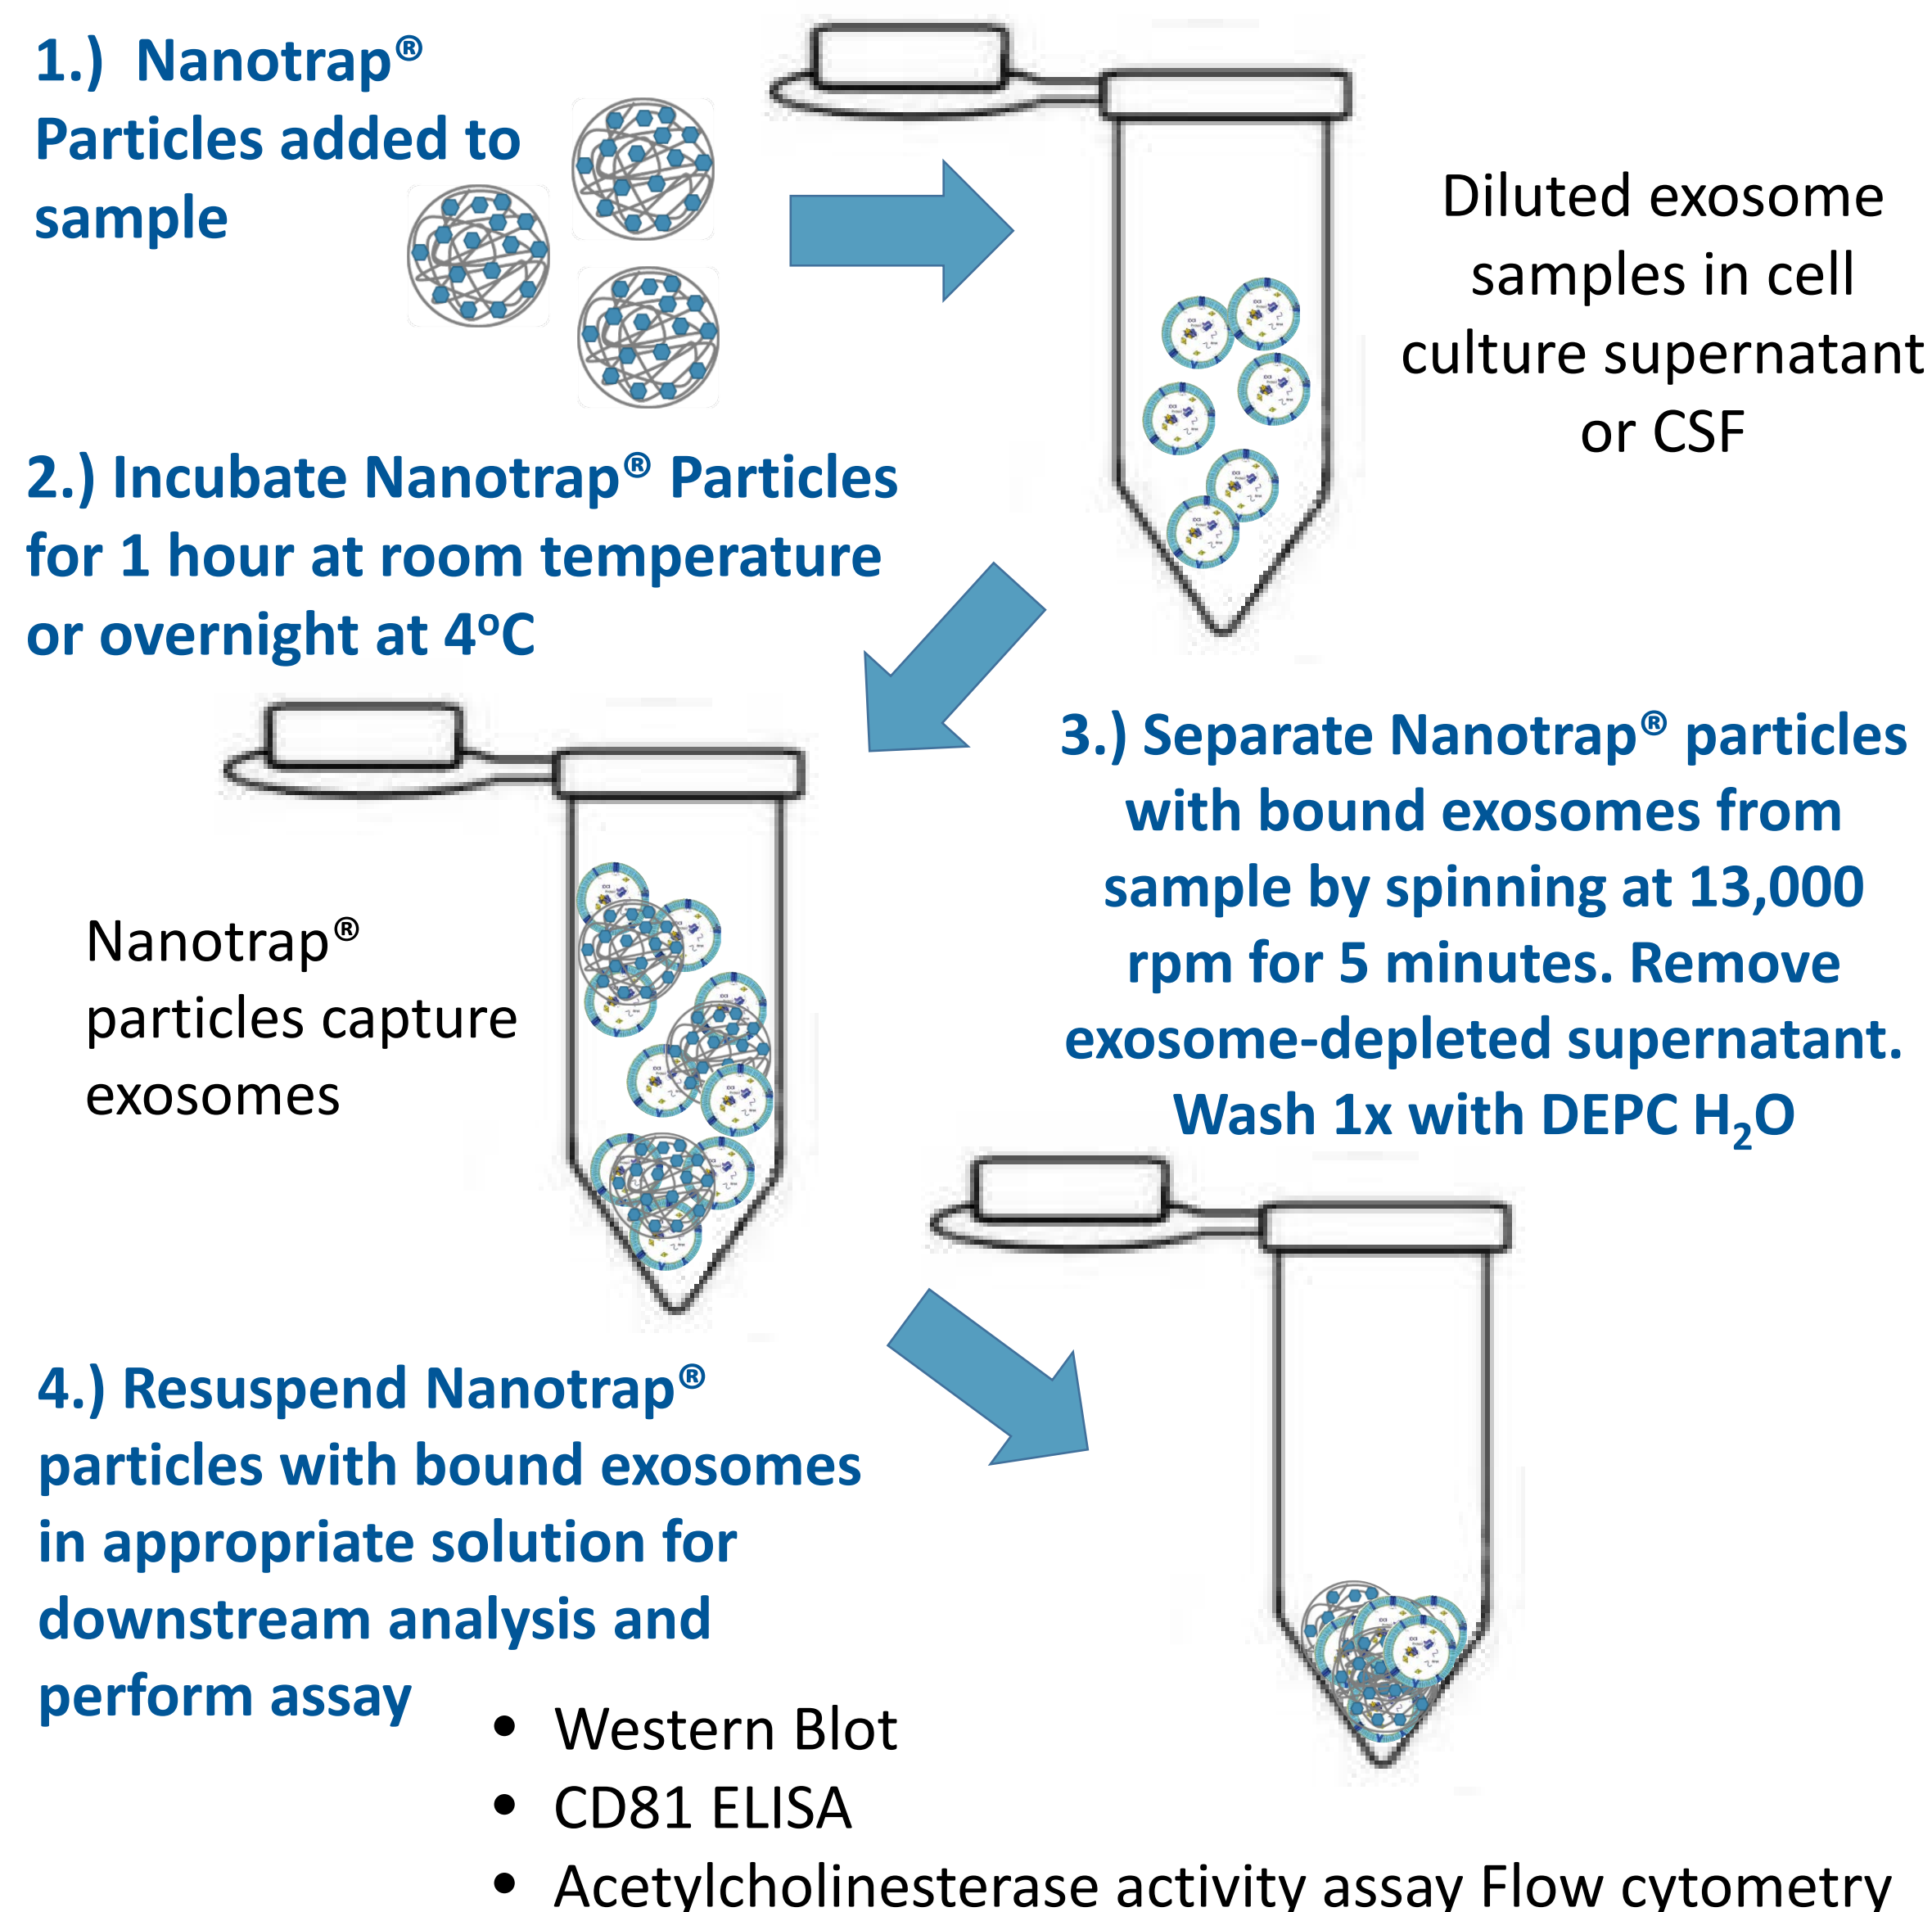 1.) Nanotrap®
Particles added to
sample
Diluted exosome
samples in cell
culture supernatant
or CSF
2.) Incubate Nanotrap® Particles
for 1 hour at room temperature
or overnight at 4°C
3.) Separate Nanotrap® particles
with bound exosomes from
sample by spinning at 13,000
rpm for 5 minutes. Remove
exosome-depleted supernatant.
Wash 1x with DEPC H₂O
Nanotrap®
particles capture
exosomes
4.) Resuspend Nanotrap®
particles with bound exosomes
in appropriate solution for
downstream analysis and
perform assay
• Western Blot
• CD81 ELISA
• Acetylcholinesterase activity assay Flow cytometry